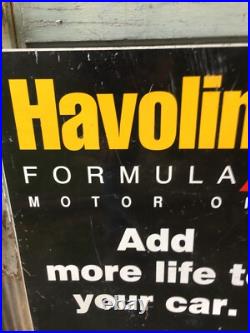 Havolin
FORMULA
MOTOR O
Add
more life t
your car.